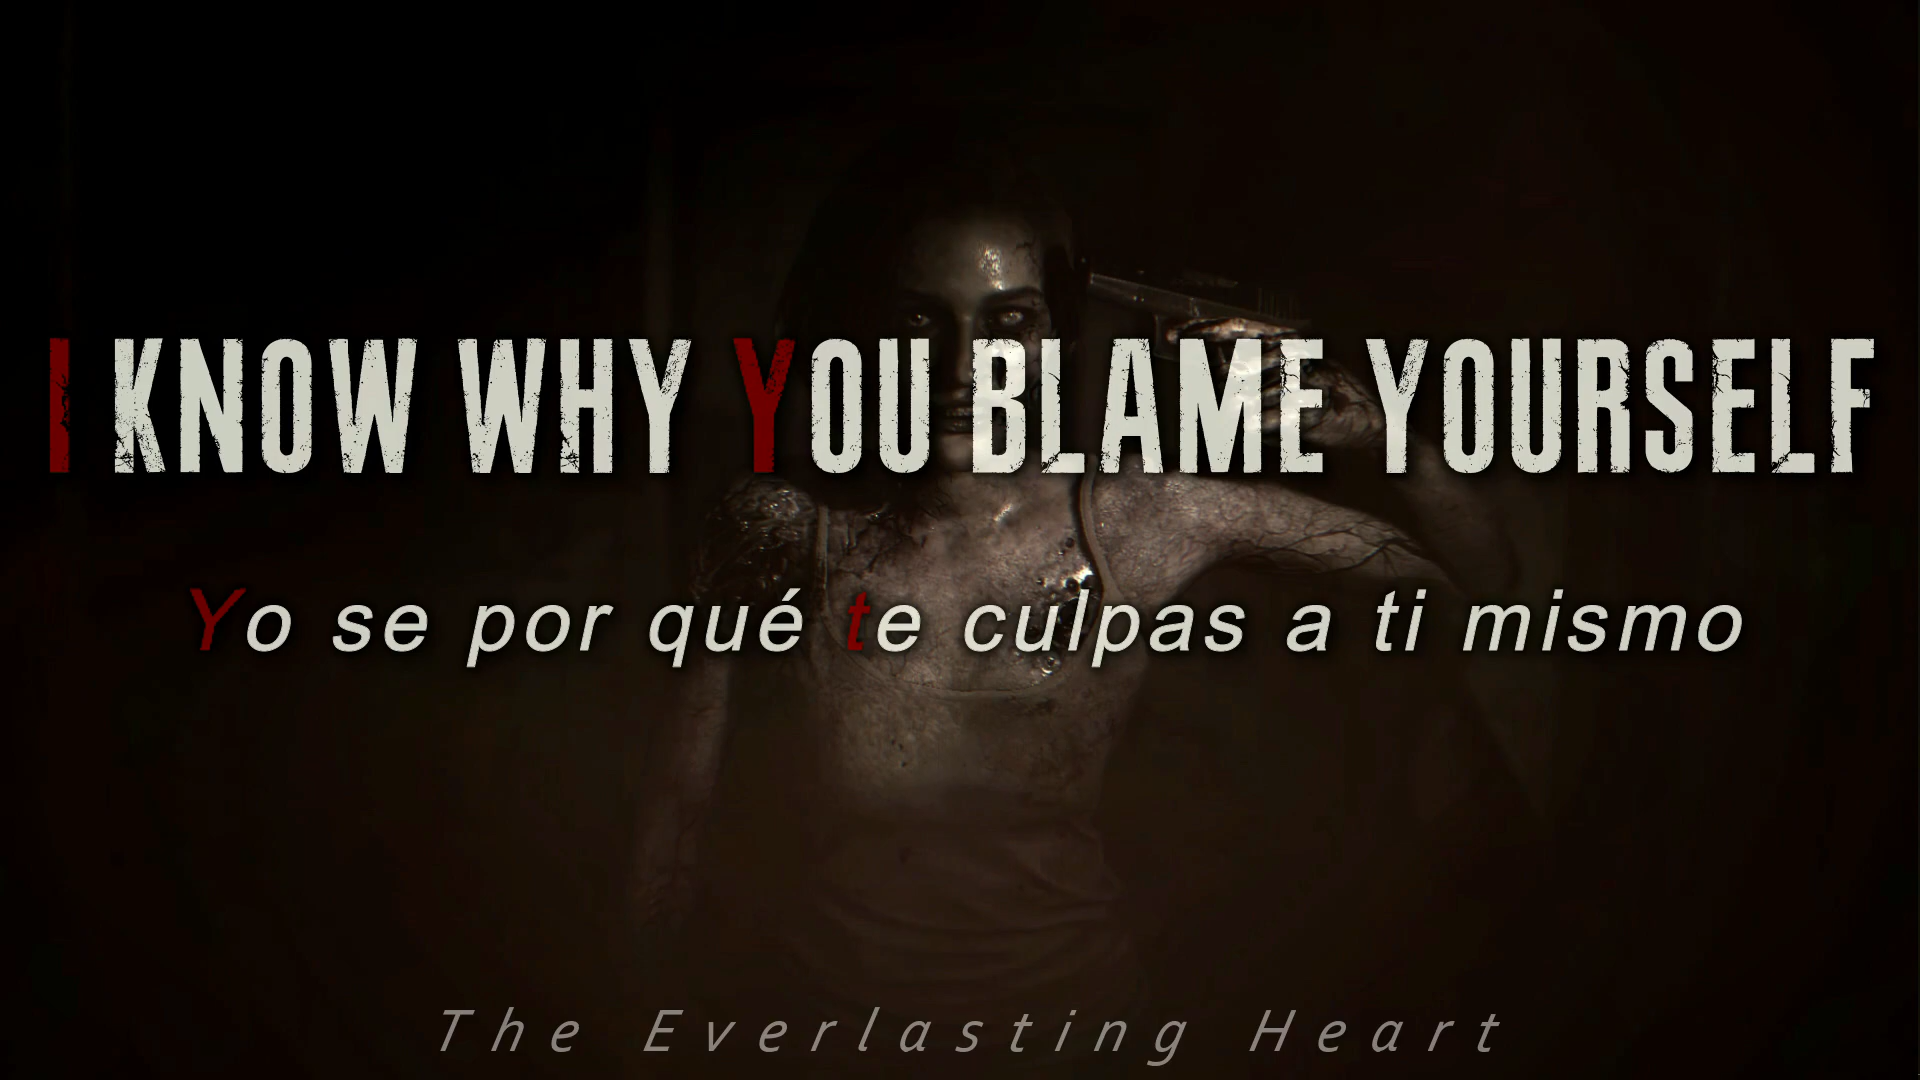 I KNOW WHY YOU BLAME YOURSELF
Yo se por qué te culpas a ti mismo
The Everlasting Heart